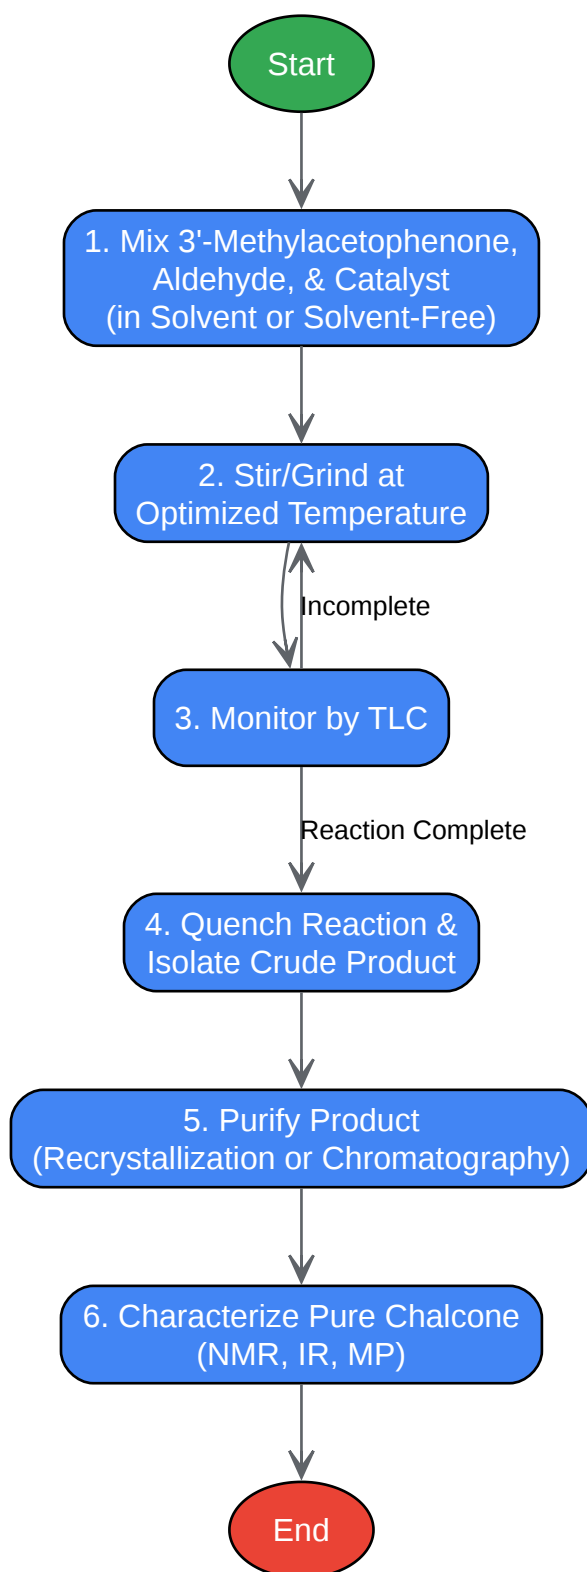 Start
1. Mix 3'-Methylacetophenone,
Aldehyde, & Catalyst
(in Solvent or Solvent-Free)
2. Stir/Grind at
Optimized Temperature
Incomplete
3. Monitor by TLC
Reaction Complete
4. Quench Reaction &
Isolate Crude Product
5. Purify Product
(Recrystallization or Chromatography)
6. Characterize Pure Chalcone
(NMR, IR, MP)
End